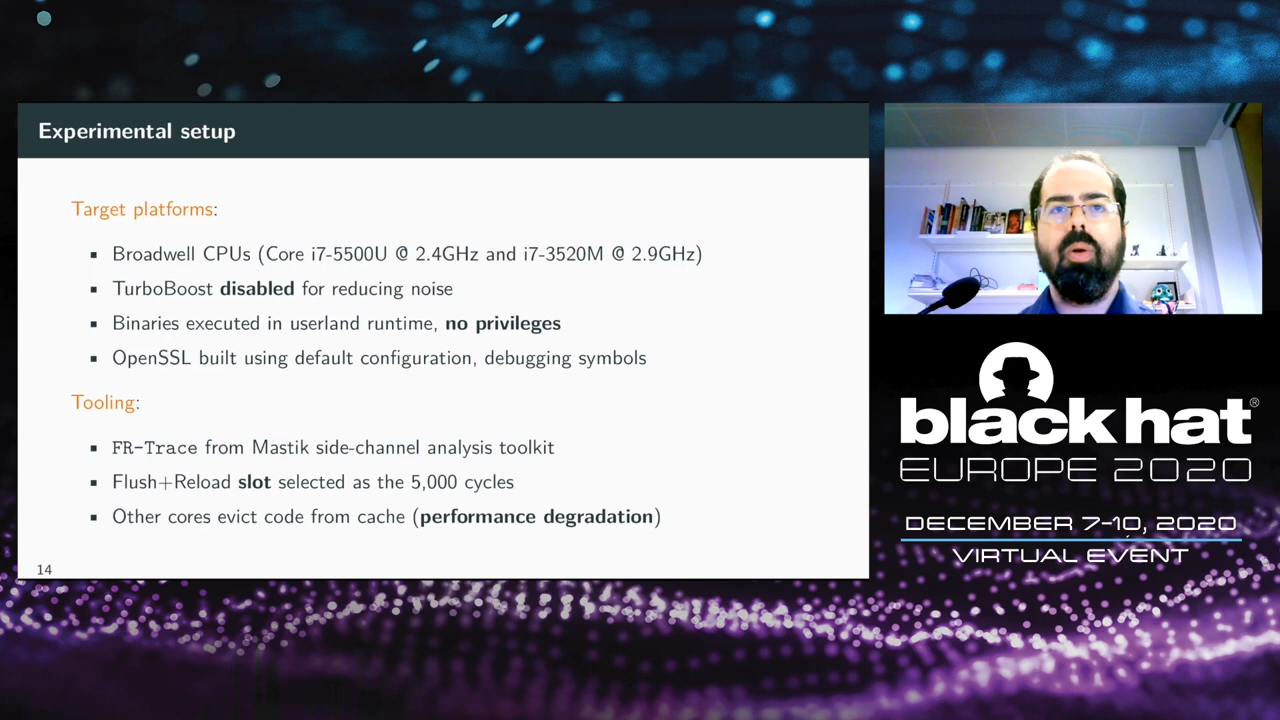 Experimental setup
Target platforms:
▪ Broadwell CPUs (Core i7-5500U @ 2.4GHz and i7-3520M @ 2.9GHz)
▪ TurboBoost disabled for reducing noise
▪ Binaries executed in userland runtime, no privileges
▪ OpenSSL built using default configuration, debugging symbols
Tooling:
▪ FR-Trace from Mastik side-channel analysis toolkit
▪ Flush+Reload slot selected as the 5,000 cycles
▪ Other cores evict code from cache (performance degradation)
14
black hat®
EUROPE 2020
DECEMBER 7-10, 2020
VIRTUAL EVENT